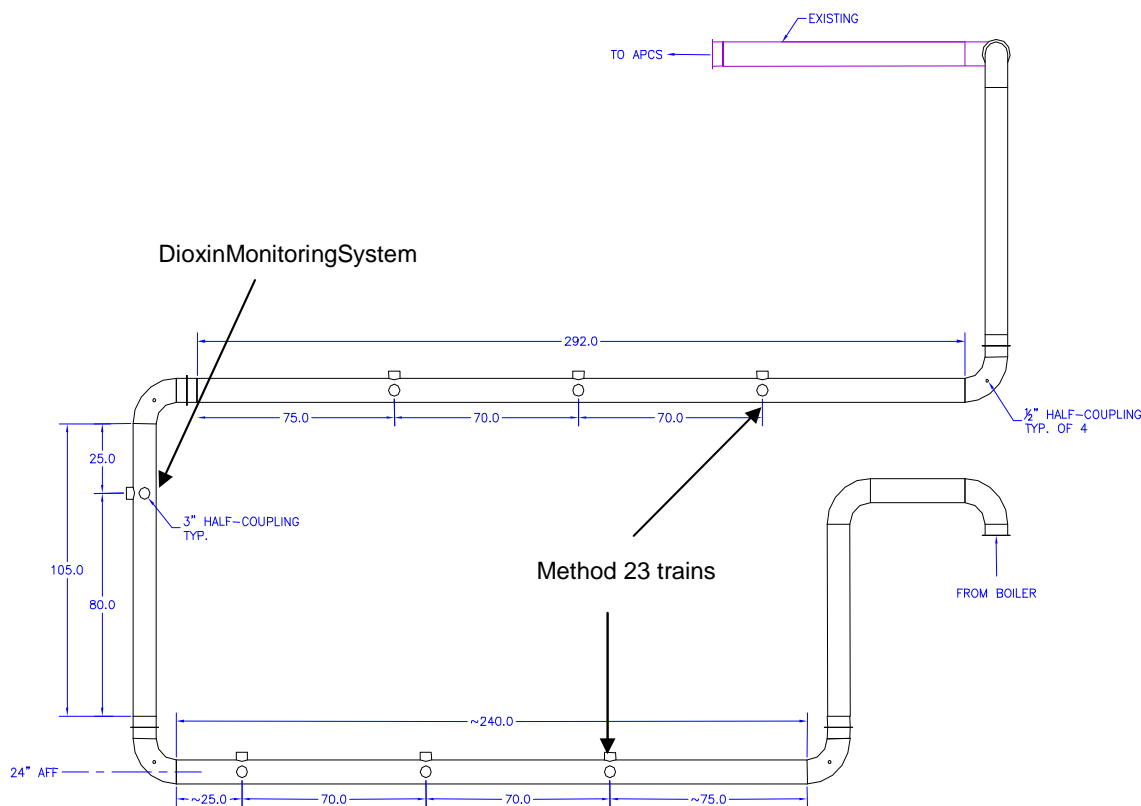 EXISTING
TO APCS
DioxinMonitoringSystem
292.0
75.0
70.0
70.0
½" HALF-COUPLING
TYP. OF 4
25.0
3" HALF-COUPLING
TYP.
105.0
80.0
Method 23 trains
FROM BOILER
~240.0
24" AFF
~25.0
70.0
70.0
~75.0